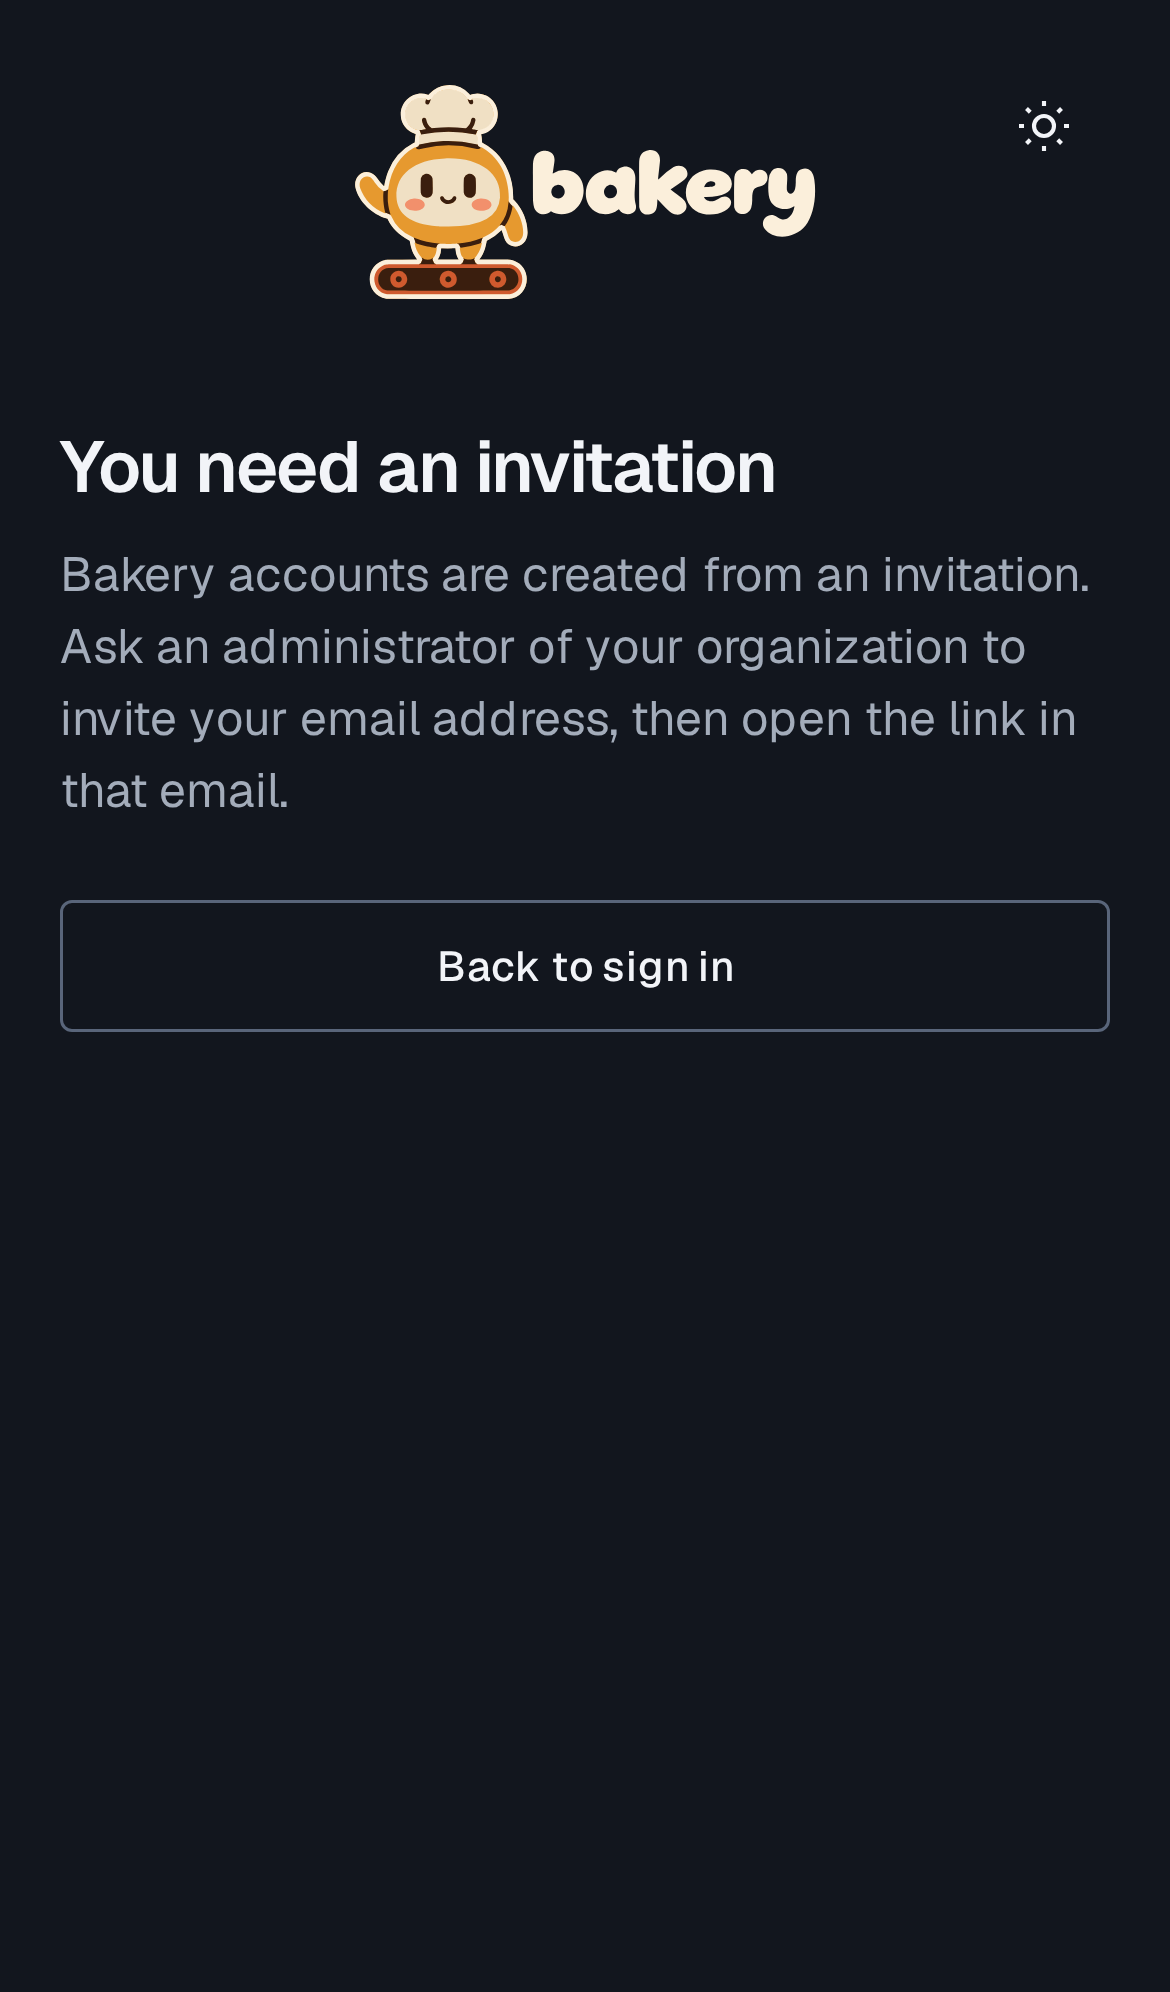 bakery
You need an invitation
Bakery accounts are created from an invitation.
Ask an administrator of your organization to
invite your email address, then open the link in
that email.
Back to sign in